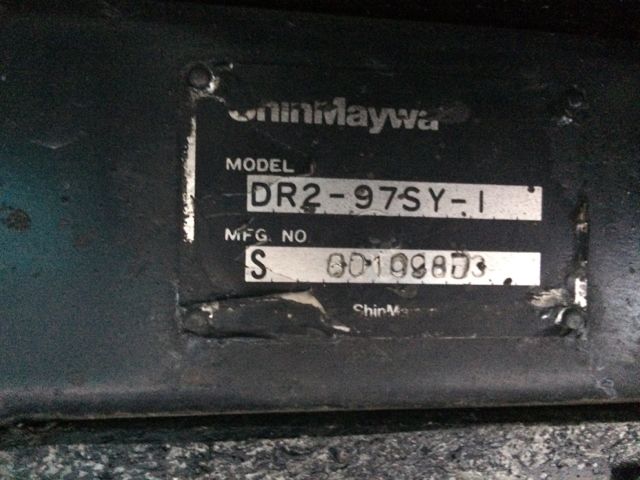 ShinMaywa
MODEL
DR2-97SY-1
MFG. NO
S